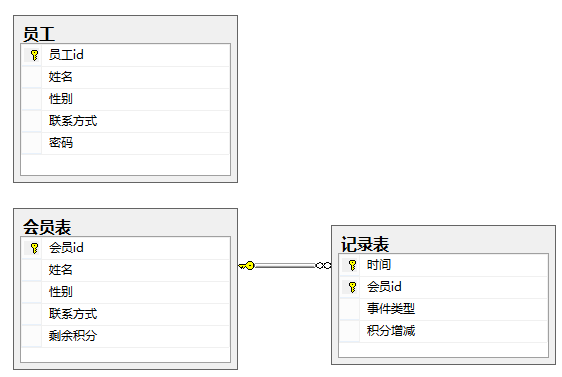 员工
员工id
姓名
性别
联系方式
密码
会员表
会员id
姓名
性别
联系方式
剩余积分
记录表
时间
会员id
事件类型
积分增减